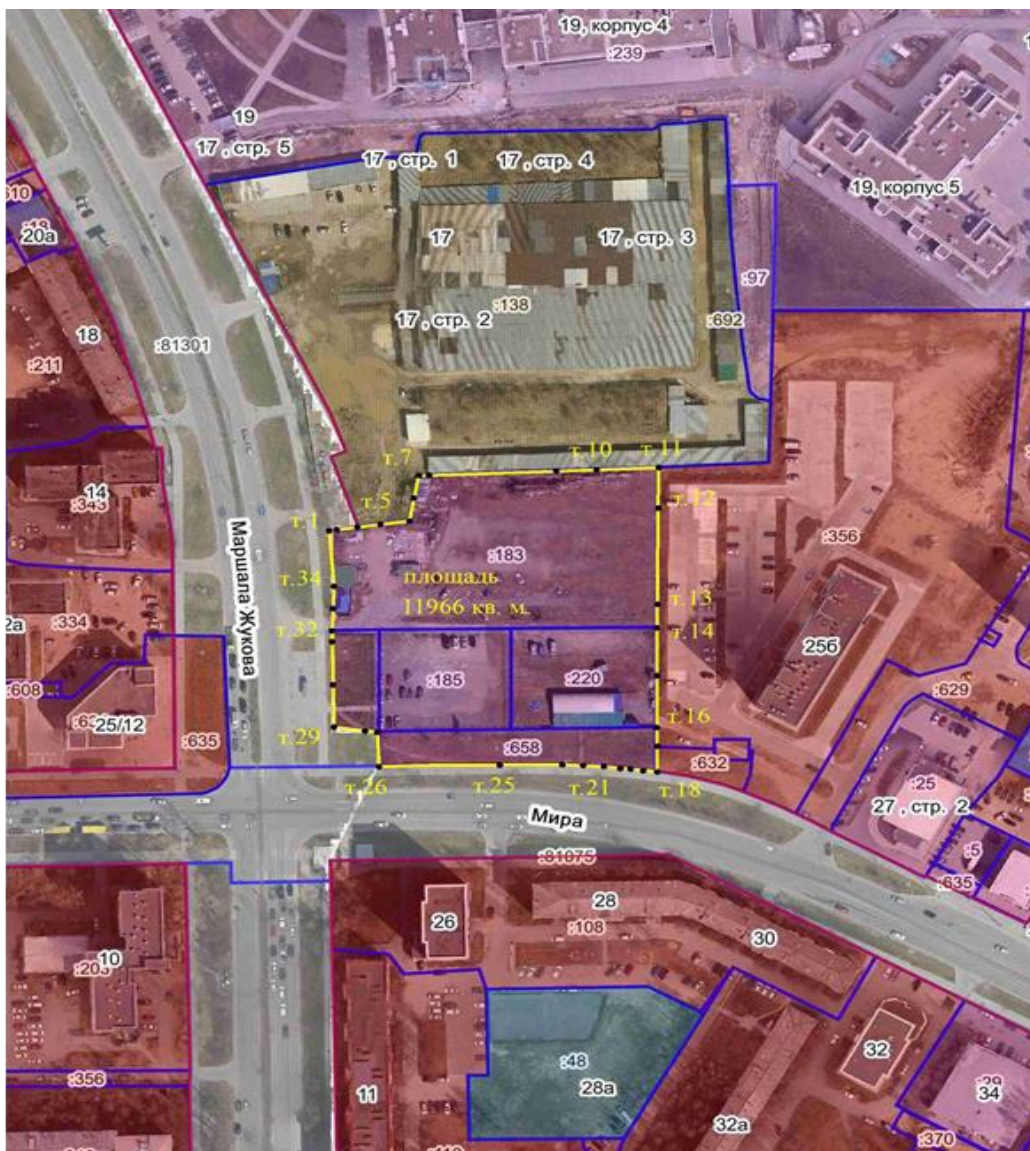 19, корпус 4
:239
19
17 , стр. 5
17 , стр. 1
17 , стр. 4
19, корпус 5
20а
17
17 , стр. 3
:97
:138
17 , стр. 2
:692
18
:81301
:211
т.7
т.10
т.11
14
т.5
т.12
т.1
:356
:183
Маршала Жукова
т.34
площадь
11966 кв. м.
т.13
:334
т.32
т.14
25б
:185
:220
:608
:629
25/12
т.16
:635
т.29
:658
:632
т.26
т.25
т.21
т.18
:25
27 , стр. 2
Мира
:81075
:5
:635
28
26
:108
30
10
:48
32
:356
28а
11
34
32а
:370